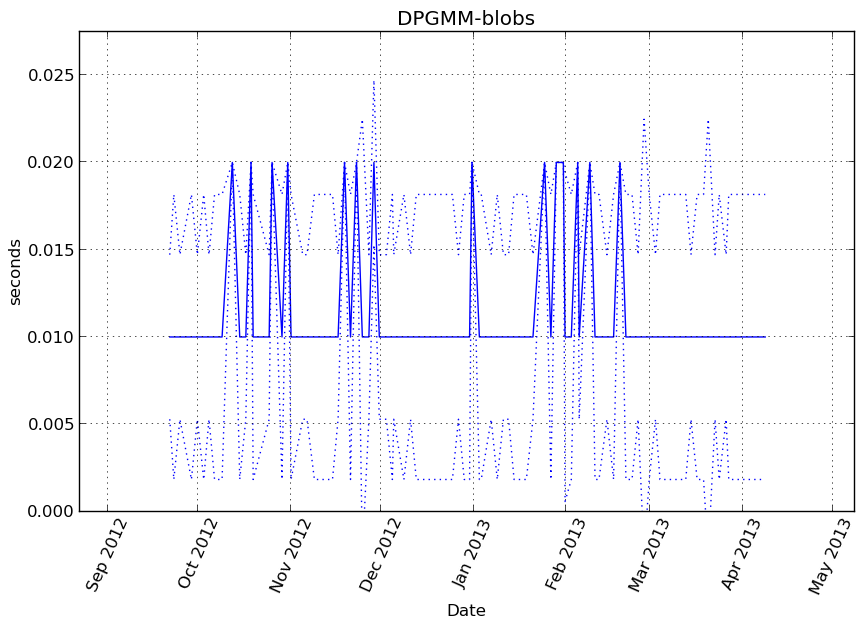 DPGMM-blobs
0.025
0.020
0.015
0.010
0.005
0.000
seconds
Sep 2012
Oct 2012
Nov 2012
Dec 2012
Jan 2013
Feb 2013
Mar 2013
Apr 2013
May 2013
Date